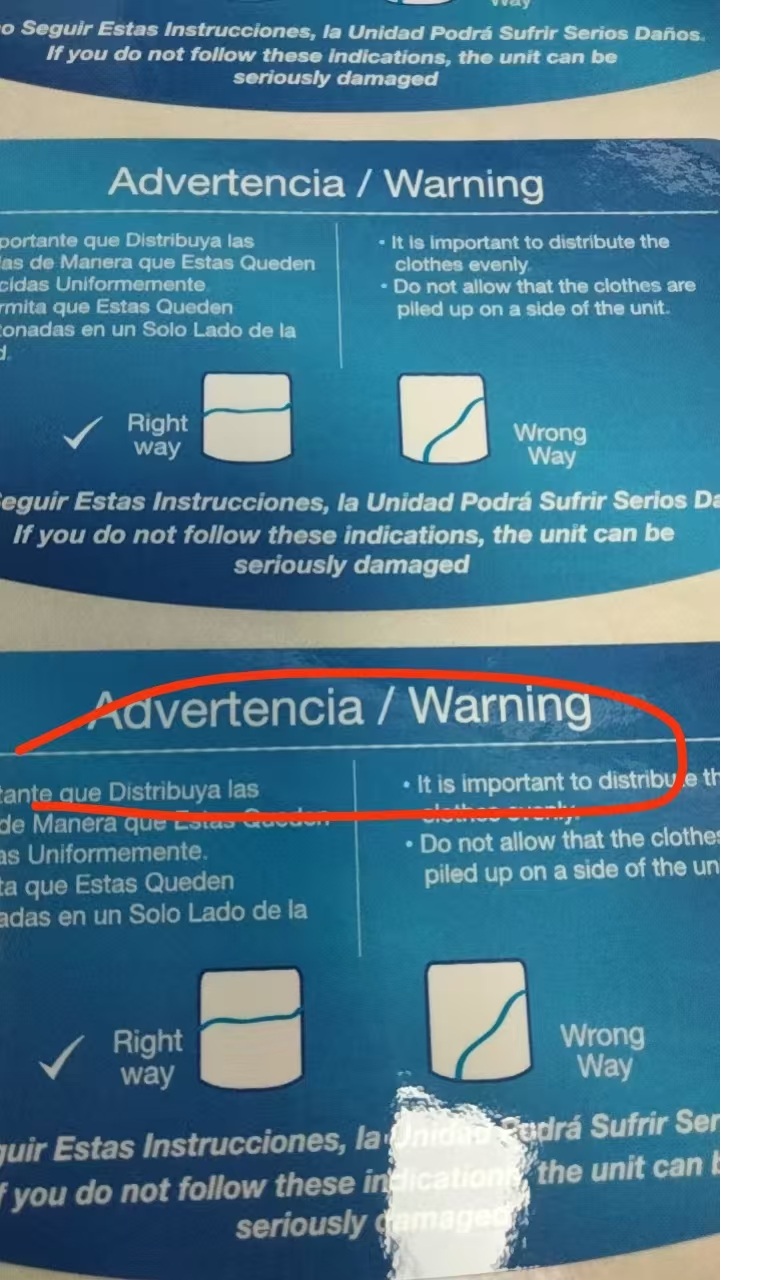 Way
o Seguir Estas Instrucciones, la Unidad Podrá Sufrir Serios Daños.
If you do not follow these indications, the unit can be
seriously damaged
Advertencia / Warning
portante que Distribuya las
as de Manera que Estas Queden
cidas Uniformemente.
rmita que Estas Queden
tonadas en un Solo Lado de la
d.
• It is important to distribute the
clothes evenly.
• Do not allow that the clothes are
piled up on a side of the unit.
Right
way
Wrong
Way
eguir Estas Instrucciones, la Unidad Podrá Sufrir Serios Da
If you do not follow these indications, the unit can be
seriously damaged
Advertencia / Warning
tante que Distribuya las
de Manera que Estas Queden
as Uniformemente.
ta que Estas Queden
adas en un Solo Lado de la
• It is important to distribute th
clothes evenly.
• Do not allow that the clothes
piled up on a side of the un
Right
way
Wrong
Way
guir Estas Instrucciones, la Unidad Podrá Sufrir Ser
f you do not follow these indications, the unit can b
seriously damaged